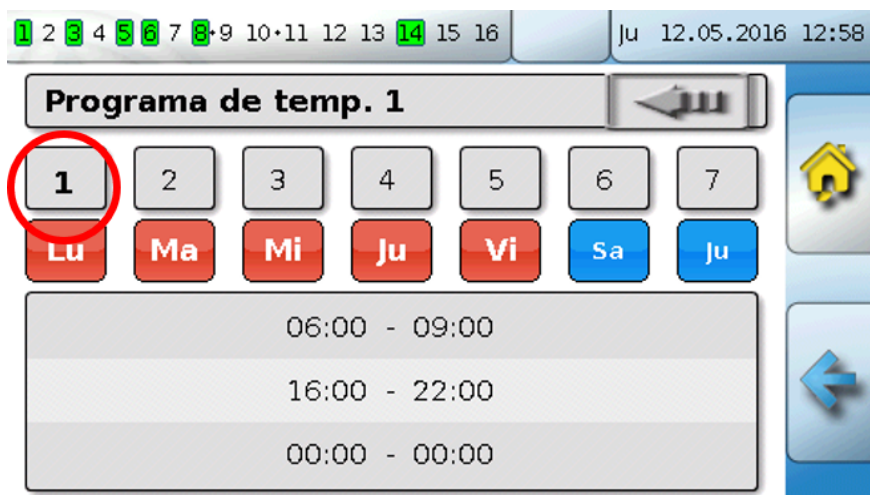 1 2 3 4 5 6 7 8•9 10•11 12 13 14 15 16 Ju 12.05.2016 12:58
Programa de temp. 1
1 2 3 4 5 6 7
Lu Ma Mi Ju Vi Sa Ju
06:00 - 09:00
16:00 - 22:00
00:00 - 00:00